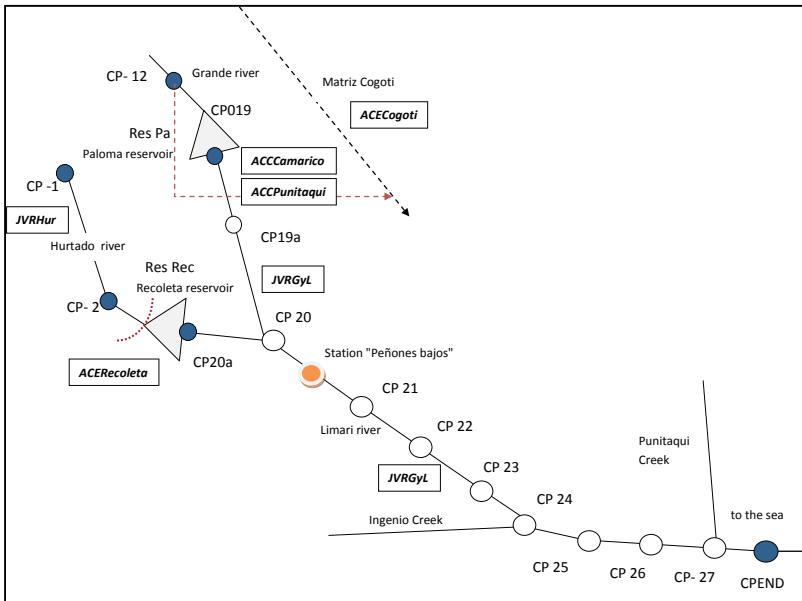 CP- 12
Grande river
Matriz Cogoti
ACECogoti
CP019
Res Pa
Paloma reservoir
ACCCamarico
ACCPunitaqui
CP -1
JVRHur
Hurtado river
CP19a
Res Rec
Recoleta reservoir
JVRGyL
CP- 2
CP 20
ACERecoleta
CP20a
Station "Peñones bajos"
CP 21
Limari river
CP 22
JVRGyL
CP 23
Punitaqui
Creek
CP 24
Ingenio Creek
to the sea
CP 25
CP 26
CP- 27
CPEND